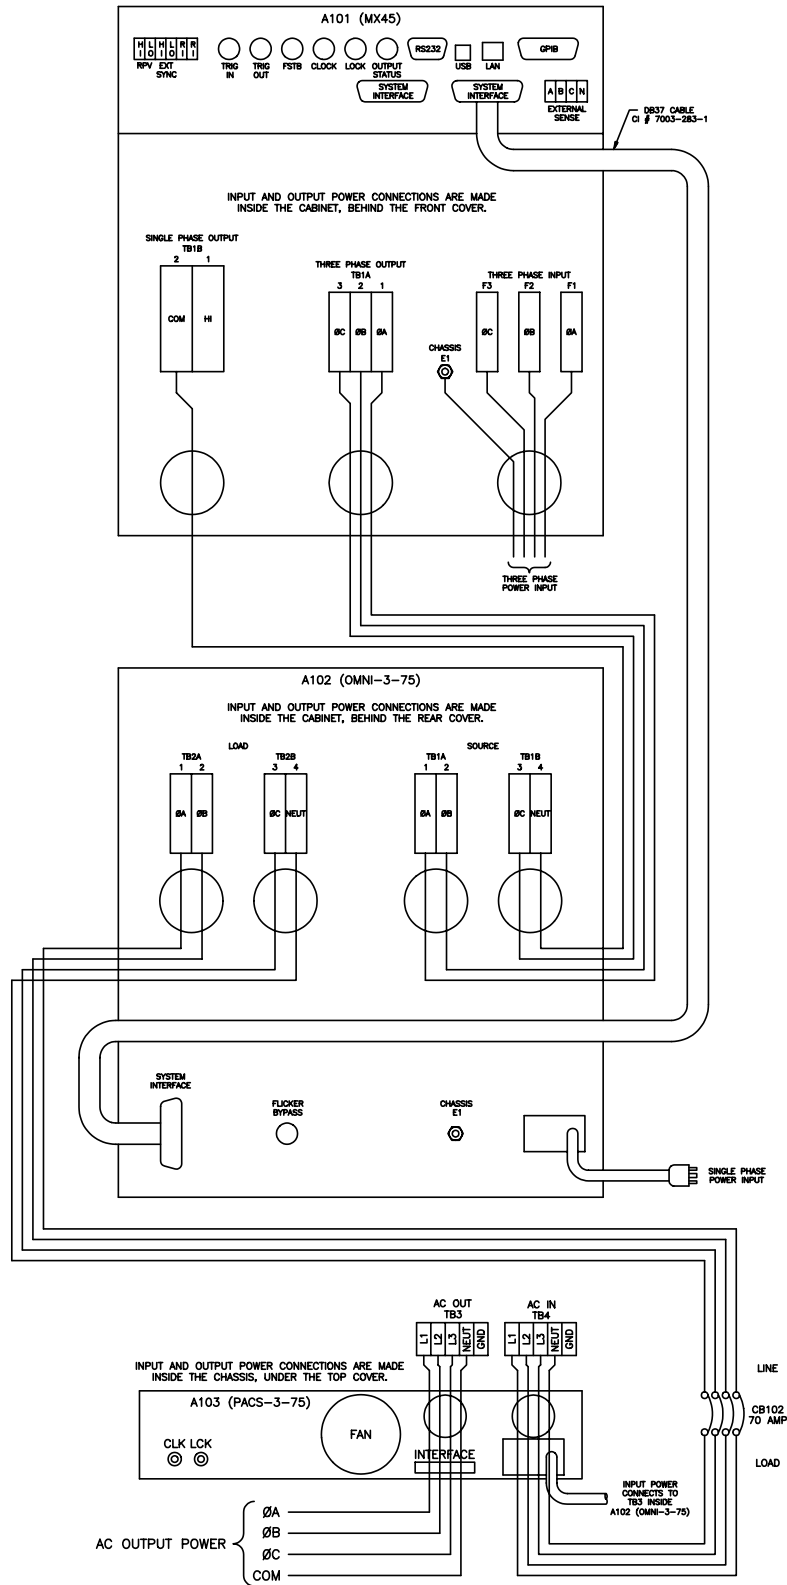 A101 (MX45)
HI LO HI LO RI RI
RPV EXT SYNC
TRIG IN
TRIG OUT
FSTB
CLOCK
LOCK
OUTPUT STATUS
RS232
USB
LAN
GPIB
SYSTEM INTERFACE
SYSTEM INTERFACE
A B C N
EXTERNAL SENSE
DB37 CABLE
CI # 7003-283-1
INPUT AND OUTPUT POWER CONNECTIONS ARE MADE
INSIDE THE CABINET, BEHIND THE FRONT COVER.
SINGLE PHASE OUTPUT
TB1B
2 1
COM HI
THREE PHASE OUTPUT
TB1A
3 2 1
ØC ØB ØA
CHASSIS
E1
THREE PHASE INPUT
F3 F2 F1
ØC ØB ØA
THREE PHASE
POWER INPUT
A102 (OMNI-3-75)
INPUT AND OUTPUT POWER CONNECTIONS ARE MADE
INSIDE THE CABINET, BEHIND THE REAR COVER.
LOAD SOURCE
TB2A TB2B TB1A TB1B
1 2 3 4 1 2 3 4
ØA ØB ØC NEUT ØA ØB ØC NEUT
SYSTEM
INTERFACE
FLICKER
BYPASS
CHASSIS
E1
SINGLE PHASE
POWER INPUT
AC OUT
TB3
L1 L2 L3 NEUT GND
AC IN
TB4
L1 L2 L3 NEUT GND
INPUT AND OUTPUT POWER CONNECTIONS ARE MADE
INSIDE THE CHASSIS, UNDER THE TOP COVER.
A103 (PACS-3-75)
CLK LCK
FAN
INTERFACE
LINE
CB102
70 AMP
LOAD
INPUT POWER
CONNECTS TO
TB3 INSIDE
A102 (OMNI-3-75)
AC OUTPUT POWER
ØA
ØB
ØC
COM